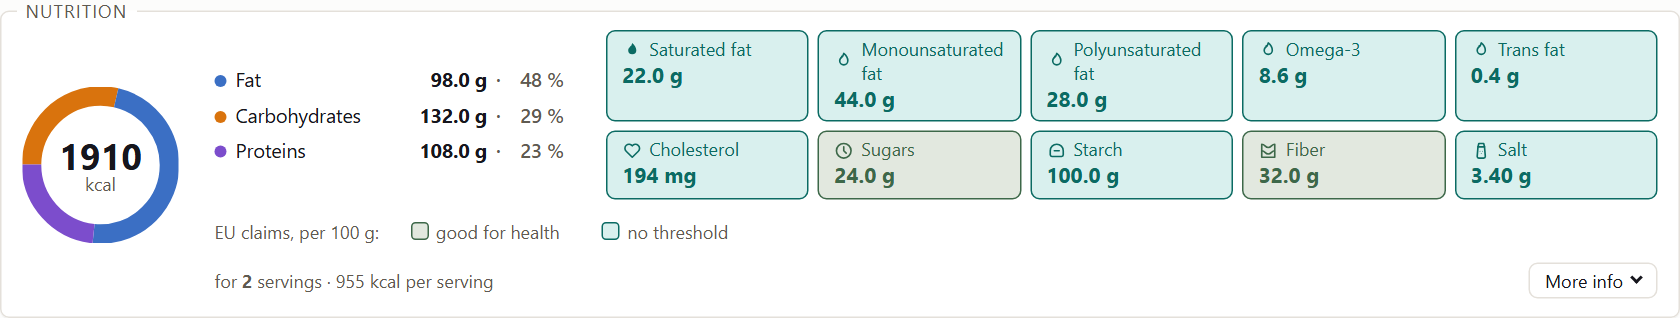 NUTRITION
1910
kcal
Fat 98.0 g · 48 %
Carbohydrates 132.0 g · 29 %
Proteins 108.0 g · 23 %
Saturated fat
22.0 g
Monounsaturated
fat
44.0 g
Polyunsaturated
fat
28.0 g
Omega-3
8.6 g
Trans fat
0.4 g
Cholesterol
194 mg
Sugars
24.0 g
Starch
100.0 g
Fiber
32.0 g
Salt
3.40 g
EU claims, per 100 g: good for health no threshold
for 2 servings · 955 kcal per serving
More info